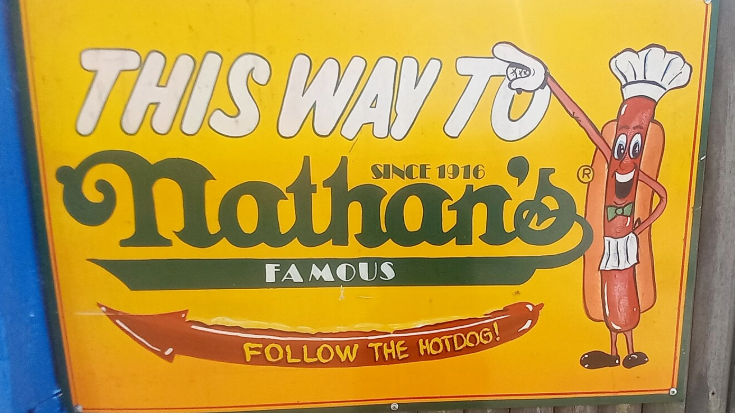 THIS WAY TO
SINCE 1916
Nathan's ®
FAMOUS
FOLLOW THE HOTDOG!